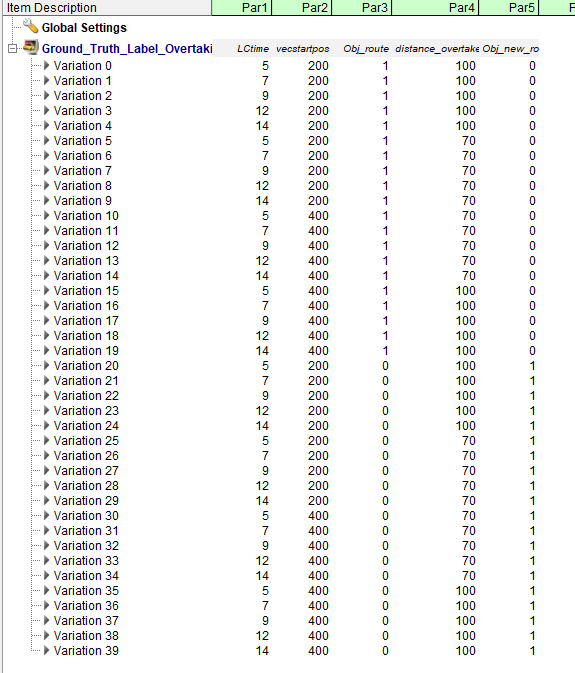 Item Description Par1 Par2 Par3 Par4 Par5 P
Global Settings
Ground_Truth_Label_Overtaki LCtime vecstartpos Obj_route distance_overtake Obj_new_ro
Variation 0 5 200 1 100 0
Variation 1 7 200 1 100 0
Variation 2 9 200 1 100 0
Variation 3 12 200 1 100 0
Variation 4 14 200 1 100 0
Variation 5 5 200 1 70 0
Variation 6 7 200 1 70 0
Variation 7 9 200 1 70 0
Variation 8 12 200 1 70 0
Variation 9 14 200 1 70 0
Variation 10 5 400 1 70 0
Variation 11 7 400 1 70 0
Variation 12 9 400 1 70 0
Variation 13 12 400 1 70 0
Variation 14 14 400 1 70 0
Variation 15 5 400 1 100 0
Variation 16 7 400 1 100 0
Variation 17 9 400 1 100 0
Variation 18 12 400 1 100 0
Variation 19 14 400 1 100 0
Variation 20 5 200 0 100 1
Variation 21 7 200 0 100 1
Variation 22 9 200 0 100 1
Variation 23 12 200 0 100 1
Variation 24 14 200 0 100 1
Variation 25 5 200 0 70 1
Variation 26 7 200 0 70 1
Variation 27 9 200 0 70 1
Variation 28 12 200 0 70 1
Variation 29 14 200 0 70 1
Variation 30 5 400 0 70 1
Variation 31 7 400 0 70 1
Variation 32 9 400 0 70 1
Variation 33 12 400 0 70 1
Variation 34 14 400 0 70 1
Variation 35 5 400 0 100 1
Variation 36 7 400 0 100 1
Variation 37 9 400 0 100 1
Variation 38 12 400 0 100 1
Variation 39 14 400 0 100 1